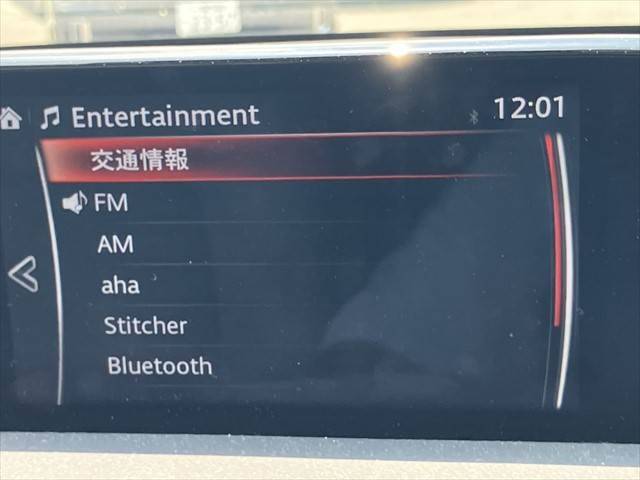 Entertainment
12:01
交通情報
FM
AM
aha
Stitcher
Bluetooth